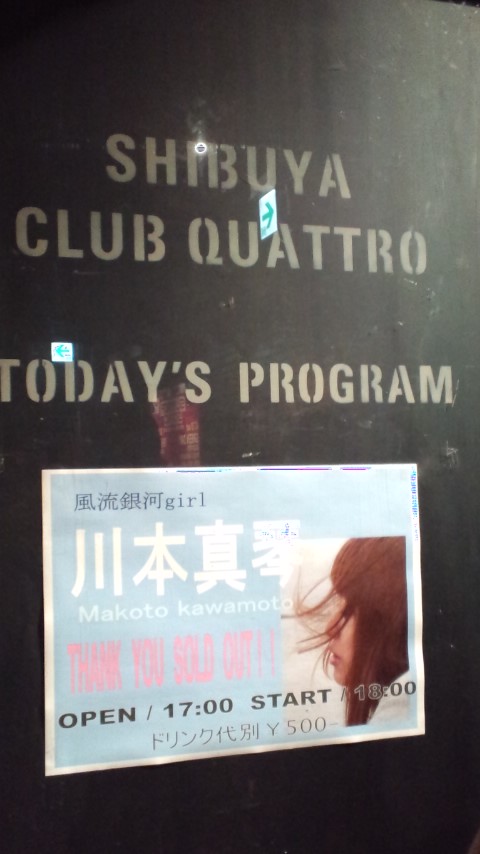 SHIBUYA
CLUB QUATTRO
TODAY'S PROGRAM
風流銀河girl
川本真琴
Makoto kawamoto
THANK YOU SOLD OUT!!
OPEN / 17:00 START / 18:00
ドリンク代別￥500-